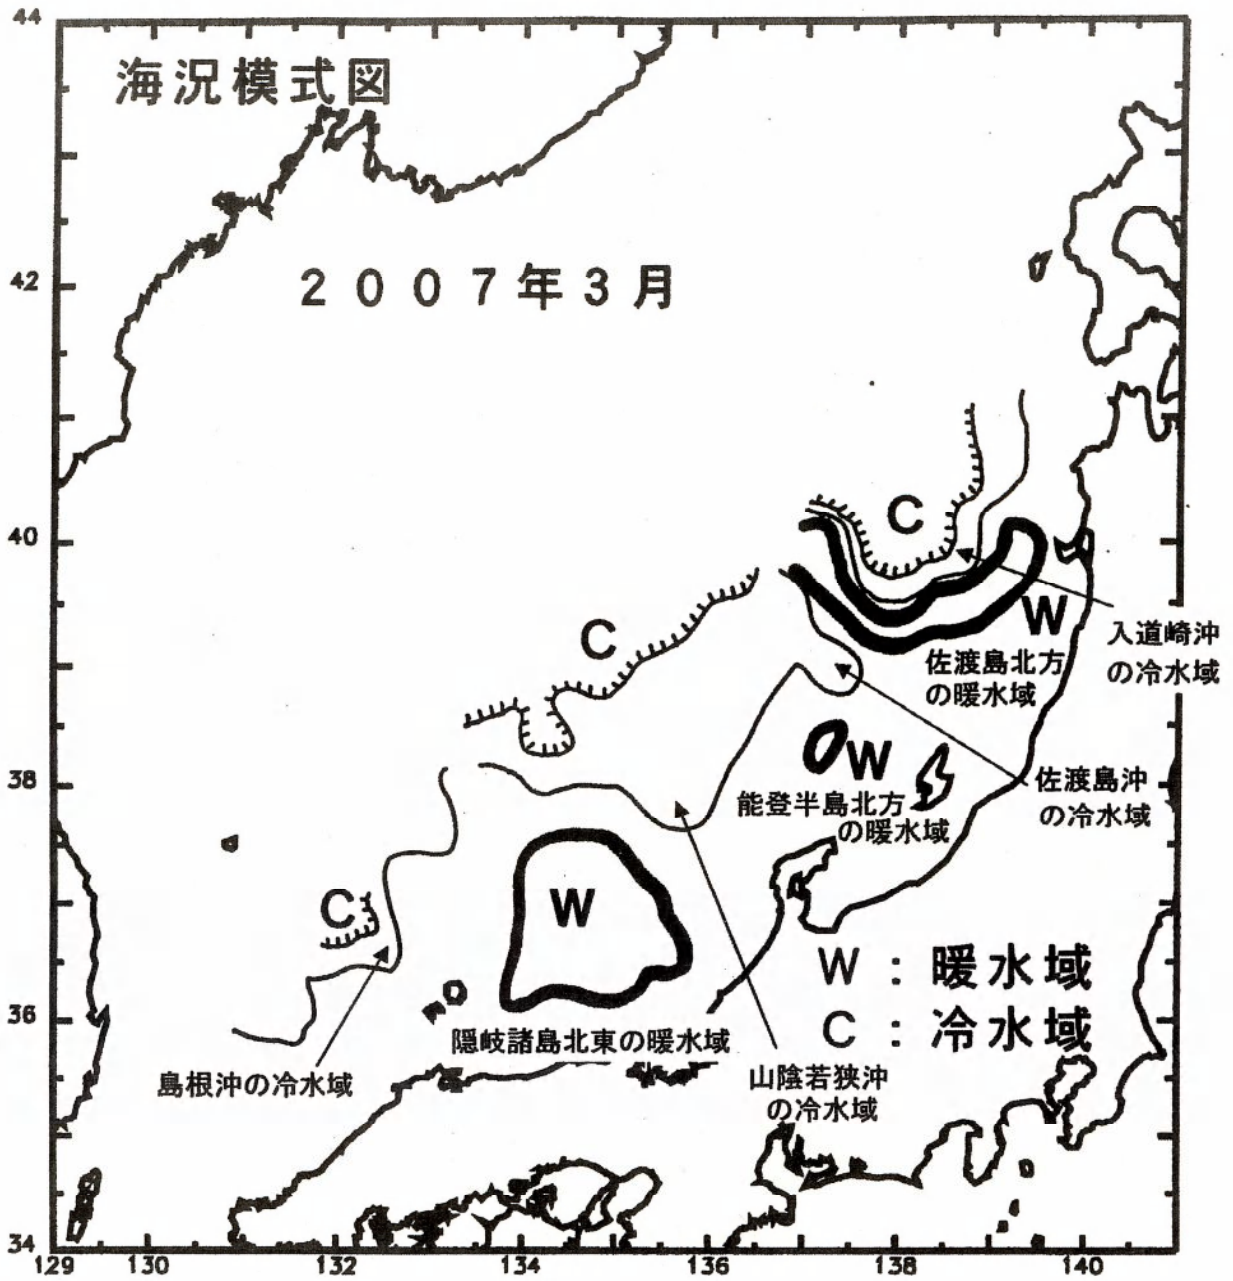 44
海況模式図
42
2007年3月
C
40
C
W
入道崎沖
の冷水域
佐渡島北方
の暖水域
W
38
能登半島北方
の暖水域
佐渡島沖
の冷水域
C
W
W : 暖水域
36
C : 冷水域
隠岐諸島北東の暖水域
島根沖の冷水域
山陰若狭沖
の冷水域
34
129 130 132 134 136 138 140